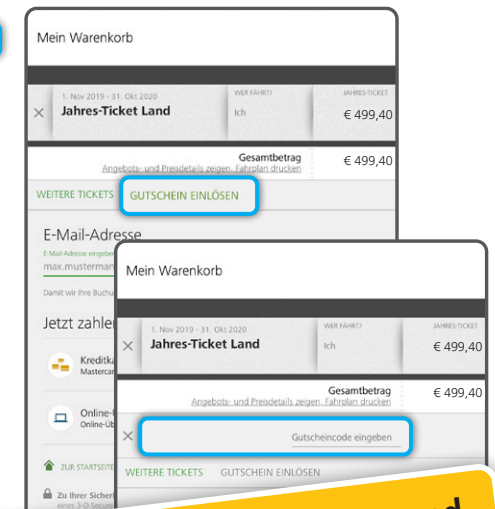 Mein Warenkorb
1. Nov 2019 - 31. Okt 2020
WER FÄHRT?
JAHRES-TICKET
Jahres-Ticket Land
Ich
€ 499,40
Gesamtbetrag
€ 499,40
Angebots- und Preisdetails zeigen, Fahrplan drucken
WEITERE TICKETS
GUTSCHEIN EINLÖSEN
E-Mail-Adresse
E-Mail-Adresse eingeben
max.musterman
Damit wir Ihre Buchu
Jetzt zahle
Kreditka
Masterca
Online-
Online-Üb
ZUR STARTSEITE
Zu Ihrer Sicher
eines 3-D Secure
Mein Warenkorb
1. Nov 2019 - 31. Okt 2020
WER FÄHRT?
JAHRES-TICKET
Jahres-Ticket Land
Ich
€ 499,40
Gesamtbetrag
€ 499,40
Angebots- und Preisdetails zeigen, Fahrplan drucken
Gutscheincode eingeben
WEITERE TICKETS
GUTSCHEIN EINLÖSEN